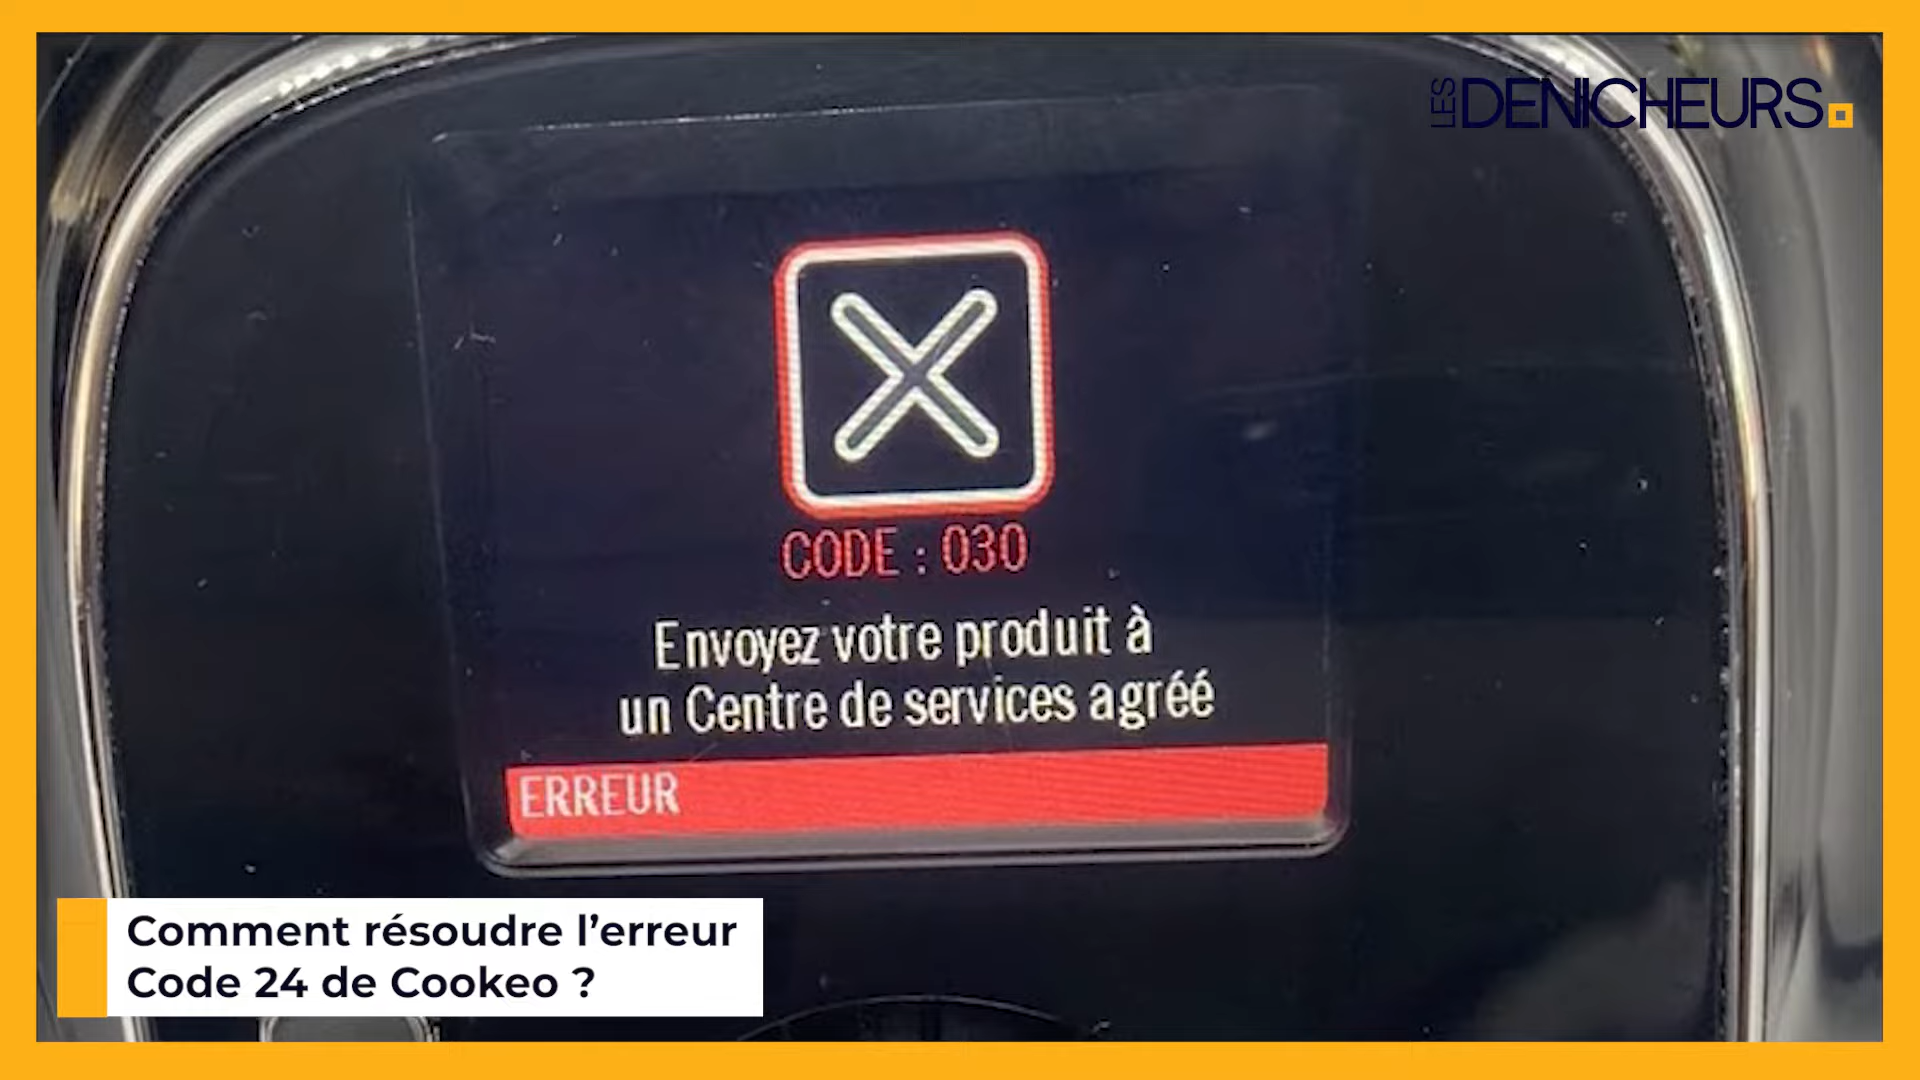 LES DENICHEURS.
CODE : 030
Envoyez votre produit à
un Centre de services agréé
ERREUR
Comment résoudre l’erreur
Code 24 de Cookeo ?